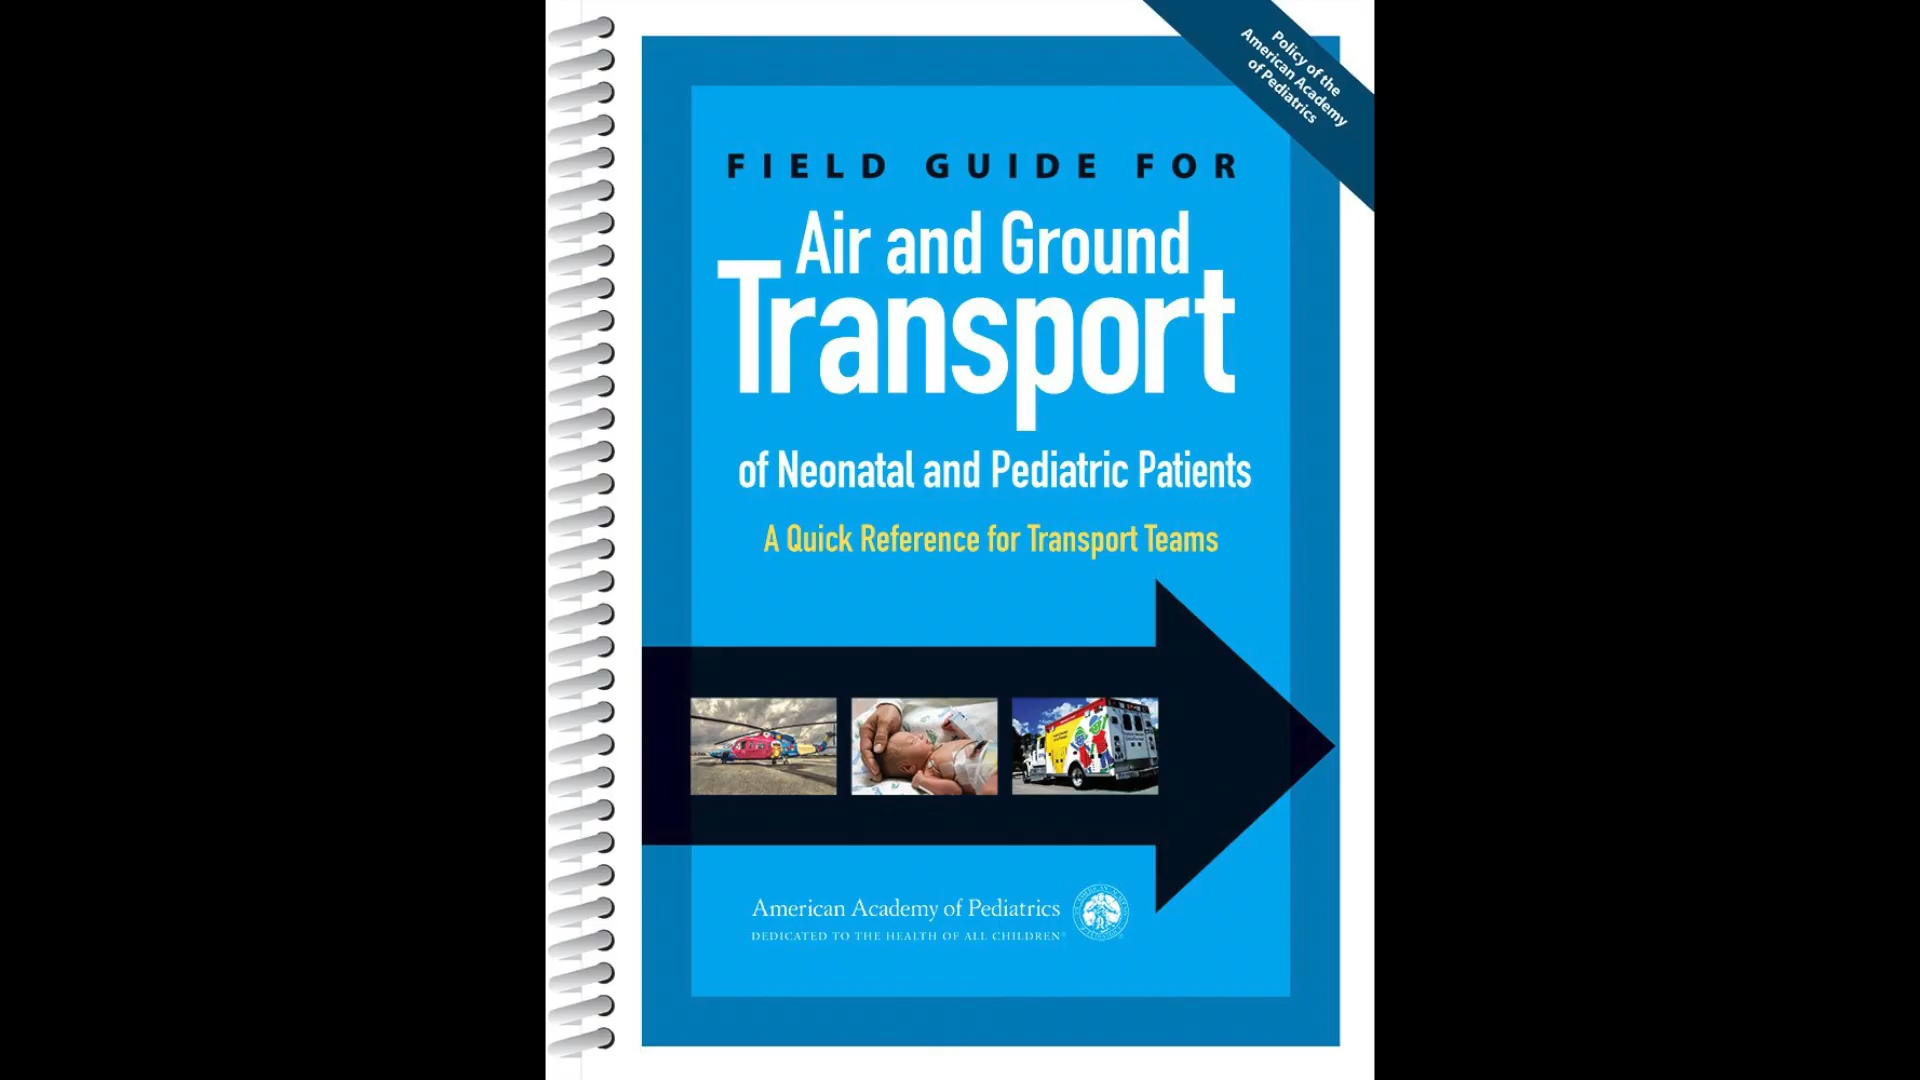 Policy of the
American Academy
of Pediatrics
FIELD GUIDE FOR
Air and Ground
Transport
of Neonatal and Pediatric Patients
A Quick Reference for Transport Teams
American Academy of Pediatrics
DEDICATED TO THE HEALTH OF ALL CHILDREN®